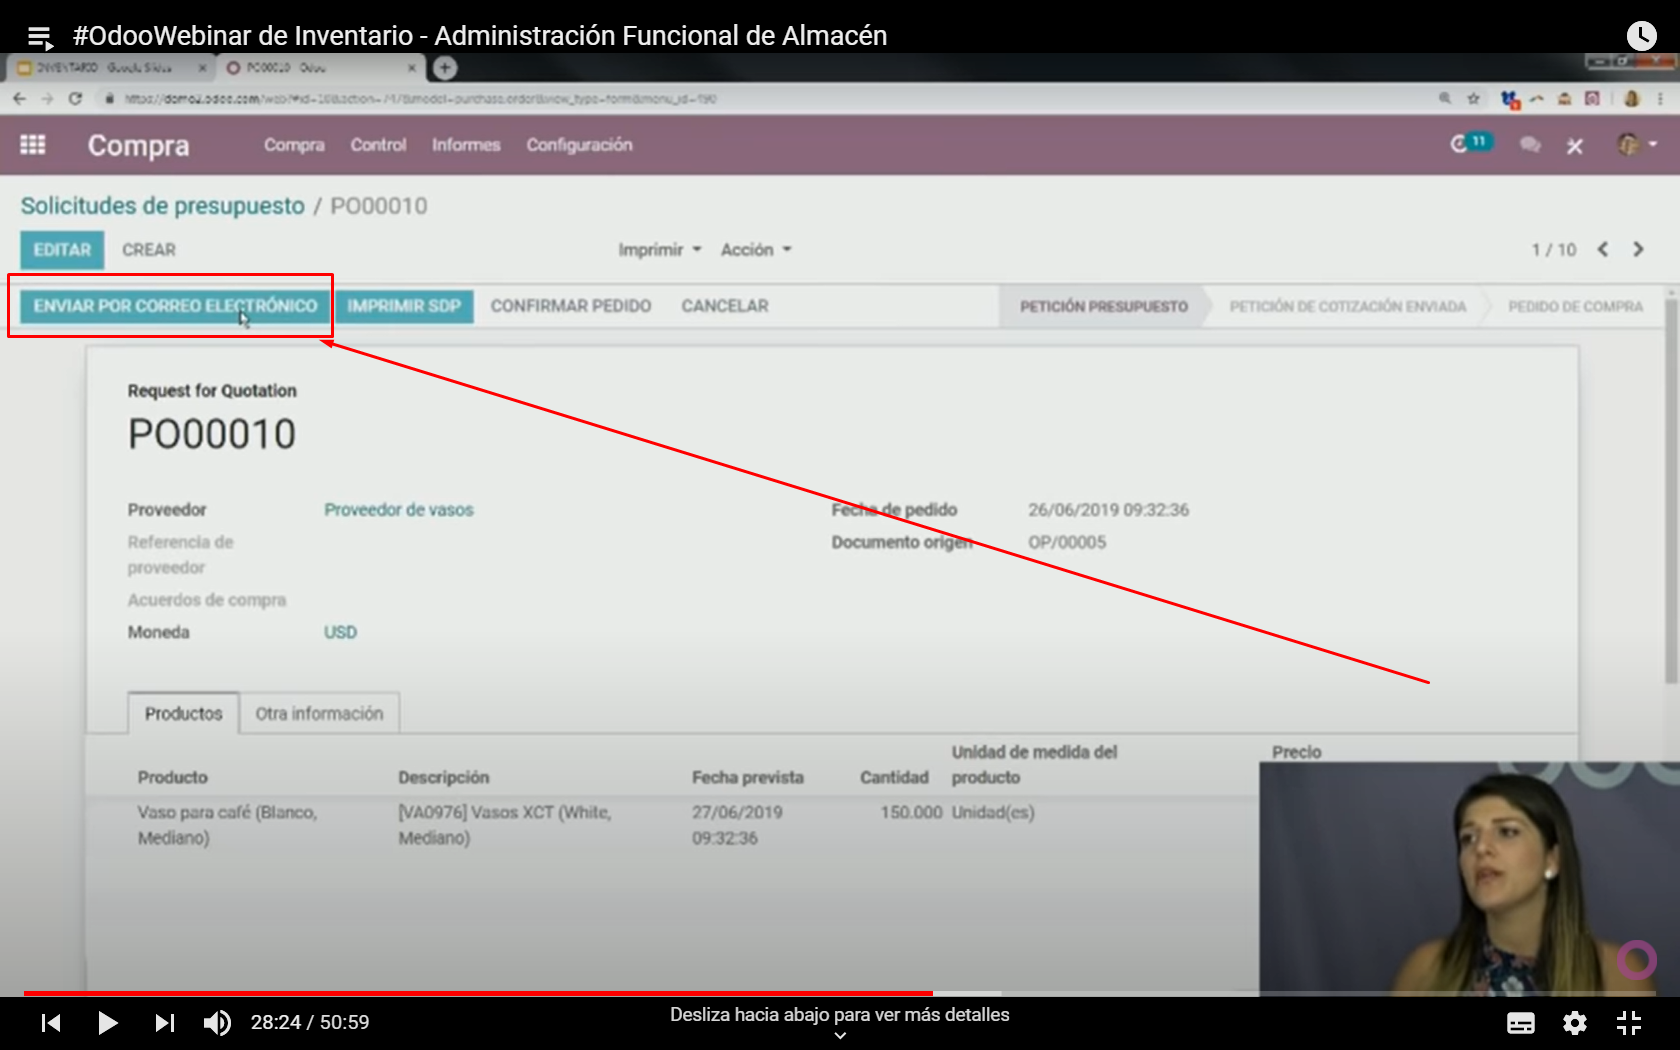 #OdooWebinar de Inventario - Administración Funcional de Almacén
INVENTARIO - Google Slides
PO00010 - Odoo
Compra
Compra Control Informes Configuración
11
Solicitudes de presupuesto / PO00010
EDITAR CREAR
Imprimir Acción
1 / 10
ENVIAR POR CORREO ELECTRÓNICO IMPRIMIR SDP CONFIRMAR PEDIDO CANCELAR
PETICIÓN PRESUPUESTO PETICIÓN DE COTIZACIÓN ENVIADA PEDIDO DE COMPRA
Request for Quotation
PO00010
Proveedor Proveedor de vasos
Referencia de
proveedor
Acuerdos de compra
Moneda USD
Fecha de pedido 26/06/2019 09:32:36
Documento origen OP/00005
Productos Otra información
Producto Descripción Fecha prevista Cantidad Unidad de medida del
producto Precio
Vaso para café (Blanco,
Mediano)
[VA0976] Vasos XCT (White,
Mediano)
27/06/2019
09:32:36
150.000 Unidad(es)
28:24 / 50:59
Desliza hacia abajo para ver más detalles